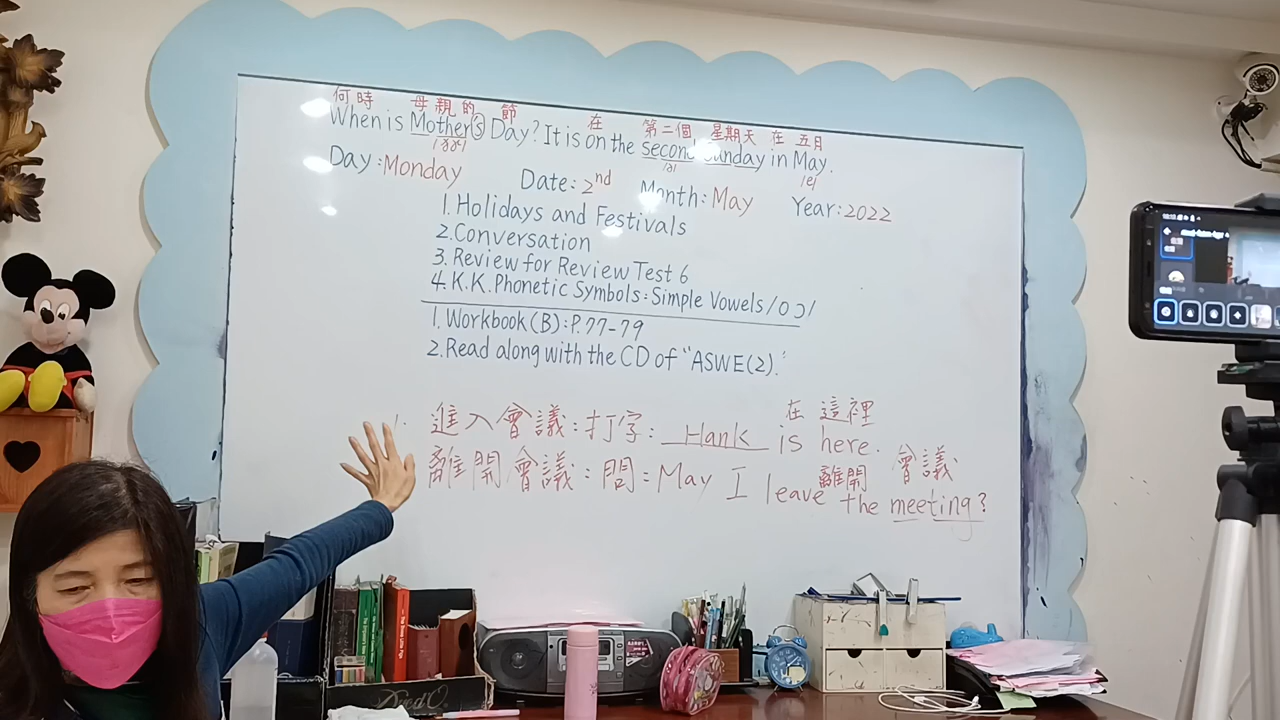 何時 母親的 節 在 第二個 星期天 在 五月
When is Mother's Day? It is on the second Sunday in May.
Day: Monday Date: 2nd Month: May Year: 2022
1. Holidays and Festivals
2. Conversation
3. Review for Review Test 6
4. K.K. Phonetic Symbols: Simple Vowels /o ɔ/
1. Workbook (B): P.77-79
2. Read along with the CD of "ASWE(2)."
在 這裡
進入會議: 打字: Hank is here.
離開 會議
離開會議: 問: May I leave the meeting?